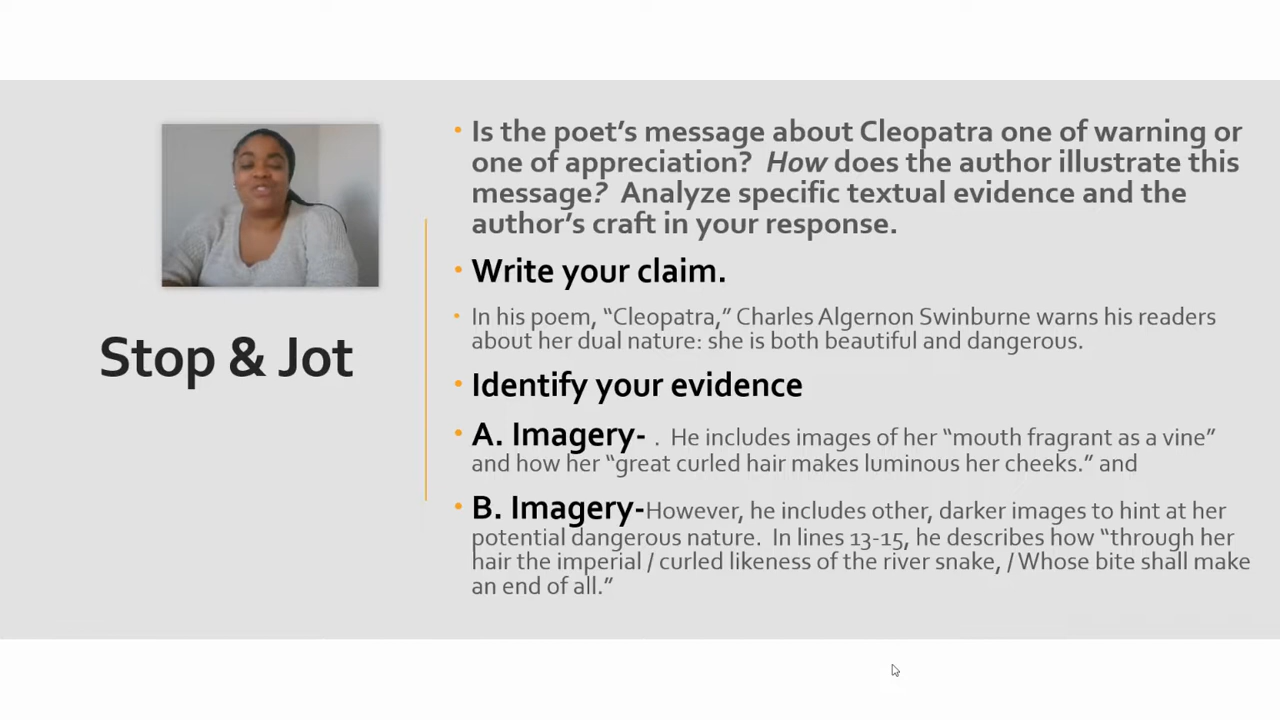 Stop & Jot
Is the poet's message about Cleopatra one of warning or
one of appreciation?  How does the author illustrate this
message?  Analyze specific textual evidence and the
author's craft in your response.
Write your claim.
In his poem, “Cleopatra,” Charles Algernon Swinburne warns his readers
about her dual nature: she is both beautiful and dangerous.
Identify your evidence
A. Imagery- .  He includes images of her “mouth fragrant as a vine”
and how her “great curled hair makes luminous her cheeks.” and
B. Imagery-However, he includes other, darker images to hint at her
potential dangerous nature.  In lines 13-15, he describes how “through her
hair the imperial / curled likeness of the river snake, / Whose bite shall make
an end of all.”